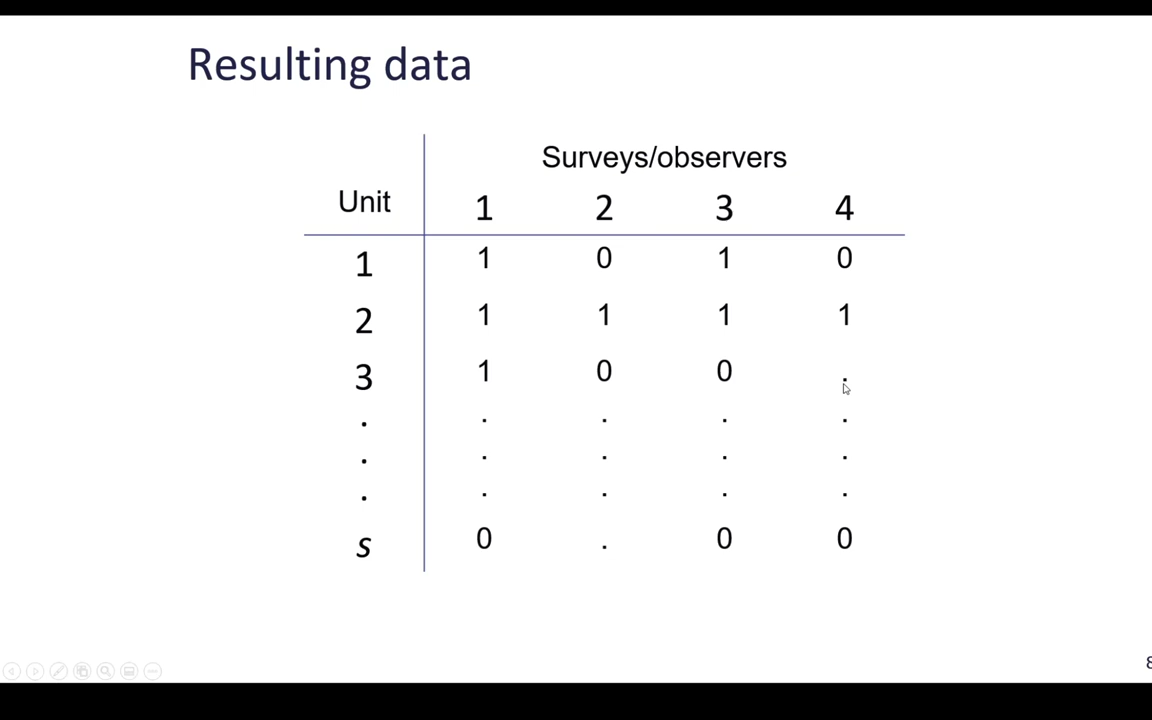 Resulting data
Surveys/observers
Unit 1 2 3 4
1 1 0 1 0
2 1 1 1 1
3 1 0 0 .
. . . . .
. . . . .
. . . . .
s 0 . 0 0
8